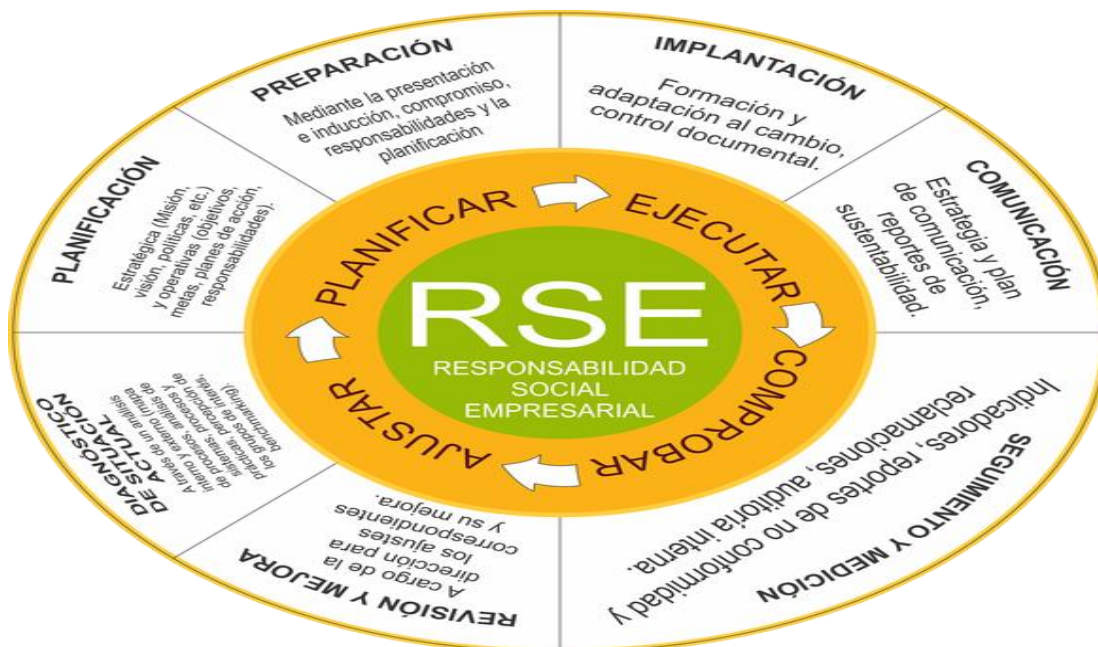 RSE
RESPONSABILIDAD
SOCIAL
EMPRESARIAL
PLANIFICAR
EJECUTAR
COMPROBAR
AJUSTAR
PREPARACIÓN
Mediante la presentación
e inducción, compromiso,
responsabilidades y la
planificación
IMPLANTACIÓN
Formación y
adaptación al cambio,
control documental.
COMUNICACIÓN
Estrategia y plan
de comunicación,
reportes de
sustentabilidad.
SEGUIMIENTO Y MEDICIÓN
Indicadores, reportes de no conformidad y
reclamaciones, auditoría interna.
REVISIÓN Y MEJORA
A cargo de la
dirección para
los ajustes
correspondientes
y su mejora.
DIAGNÓSTICO
DE SITUACIÓN
ACTUAL
A través de un análisis
interno y externo (mapa
de procesos, análisis de
sistemas, procesos y
prácticas, percepción de
los grupos de interés,
benchmarking).
PLANIFICACIÓN
Estratégica (Misión,
visión, políticas, etc.)
y operativas (objetivos,
metas, planes de acción,
responsabilidades).